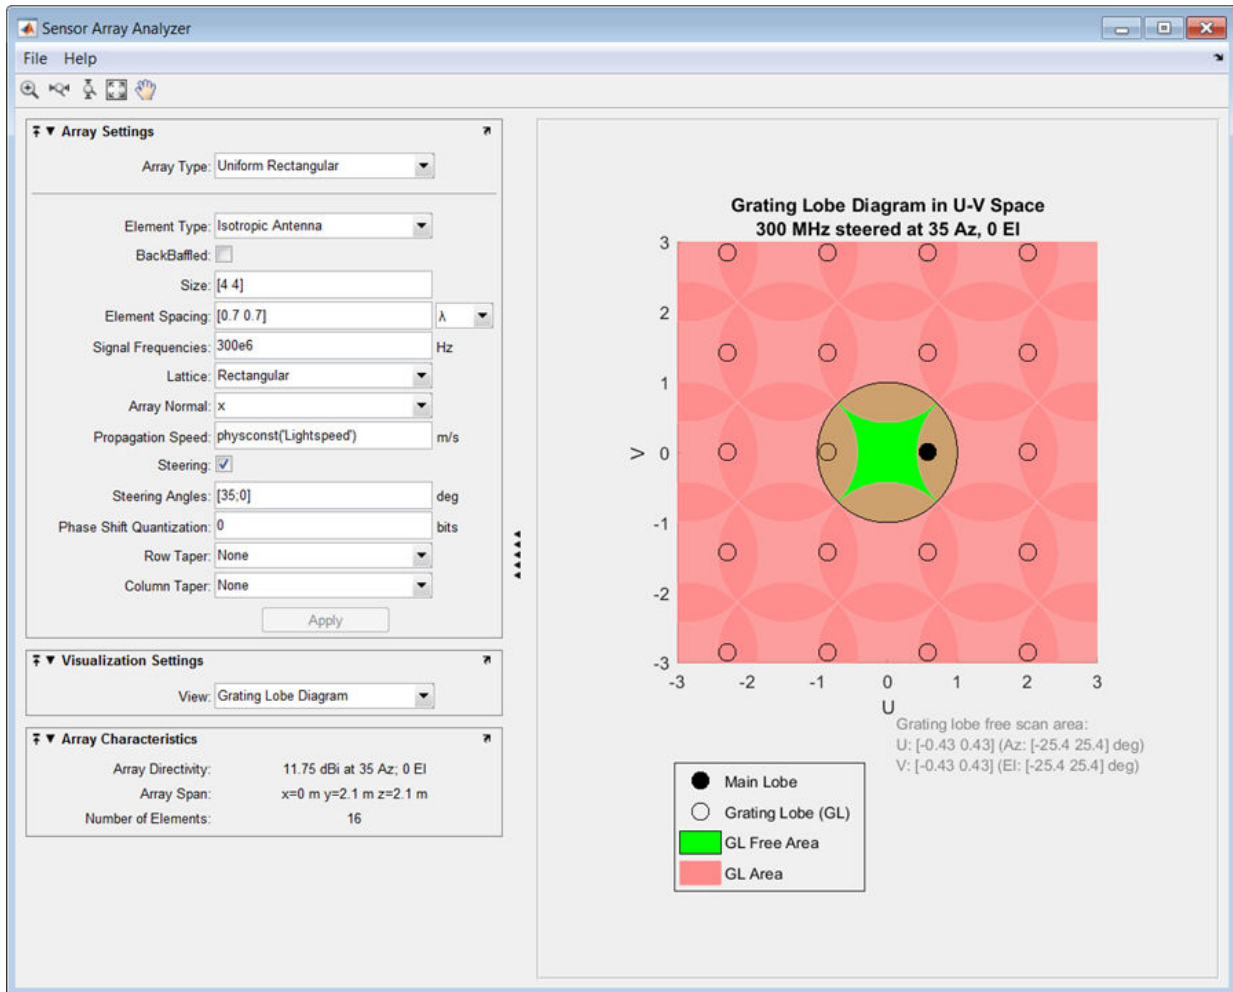 Sensor Array Analyzer
File Help
Array Settings
Array Type: Uniform Rectangular
Element Type: Isotropic Antenna
BackBaffled:
Size: [4 4]
Element Spacing: [0.7 0.7] λ
Signal Frequencies: 300e6 Hz
Lattice: Rectangular
Array Normal: x
Propagation Speed: physconst('Lightspeed') m/s
Steering:
Steering Angles: [35;0] deg
Phase Shift Quantization: 0 bits
Row Taper: None
Column Taper: None
Apply
Visualization Settings
View: Grating Lobe Diagram
Array Characteristics
Array Directivity: 11.75 dBi at 35 Az; 0 El
Array Span: x=0 m y=2.1 m z=2.1 m
Number of Elements: 16
Grating Lobe Diagram in U-V Space
300 MHz steered at 35 Az, 0 El
3
2
1
0
-1
-2
-3
V
-3 -2 -1 0 1 2 3
U
Grating lobe free scan area:
U: [-0.43 0.43] (Az: [-25.4 25.4] deg)
V: [-0.43 0.43] (El: [-25.4 25.4] deg)
Main Lobe
Grating Lobe (GL)
GL Free Area
GL Area